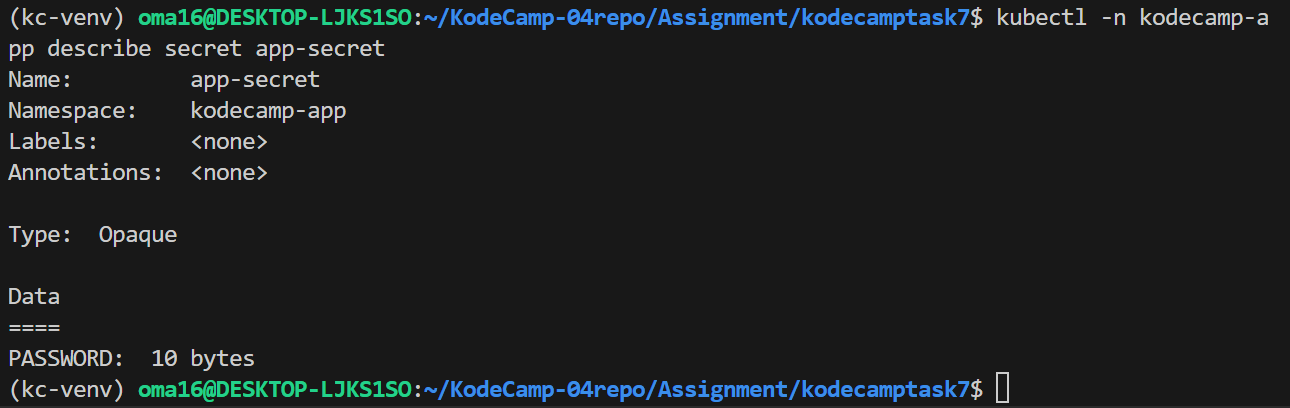 (kc-venv) oma16@DESKTOP-LJKS1SO:~/KodeCamp-04repo/Assignment/kodecamptask7$ kubectl -n kodecamp-a
pp describe secret app-secret
Name:         app-secret
Namespace:    kodecamp-app
Labels:       <none>
Annotations:  <none>

Type:  Opaque

Data
====
PASSWORD:  10 bytes
(kc-venv) oma16@DESKTOP-LJKS1SO:~/KodeCamp-04repo/Assignment/kodecamptask7$